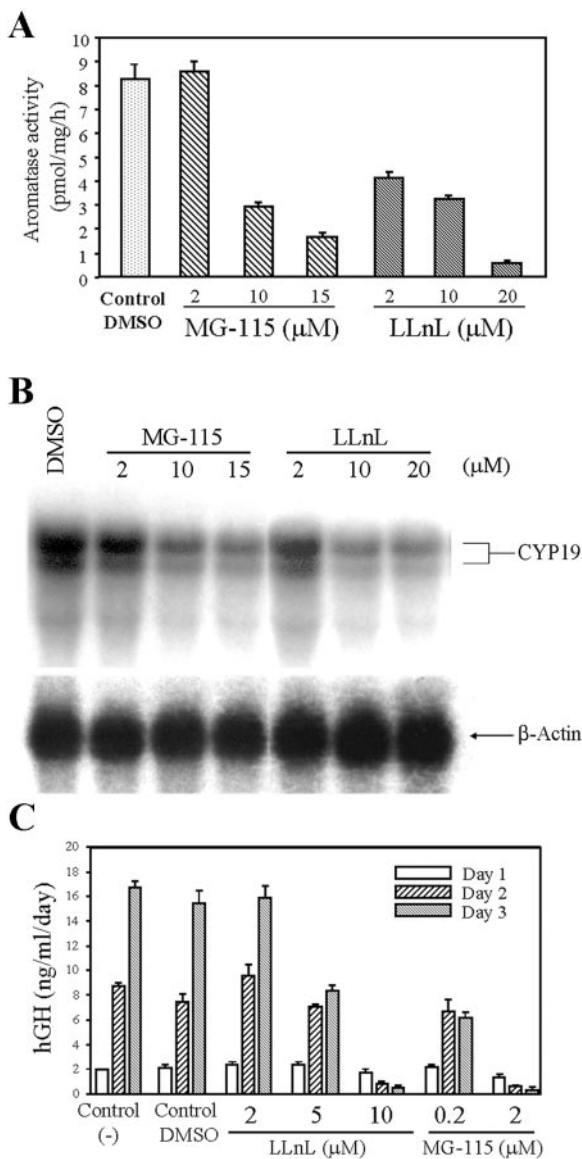 A
Aromatase activity
(pmol/mg/h)
10
9
8
7
6
5
4
3
2
1
0
Control
DMSO
2 10 15
MG-115 (μM)
2 10 20
LLnL (μM)
B
DMSO
MG-115
LLnL
2 10 15 2 10 20 (μM)
CYP19
β-Actin
C
hGH (ng/ml/day)
20
18
16
14
12
10
8
6
4
2
0
Day 1
Day 2
Day 3
Control
(-)
Control
DMSO
2 5 10
LLnL (μM)
0.2 2
MG-115 (μM)